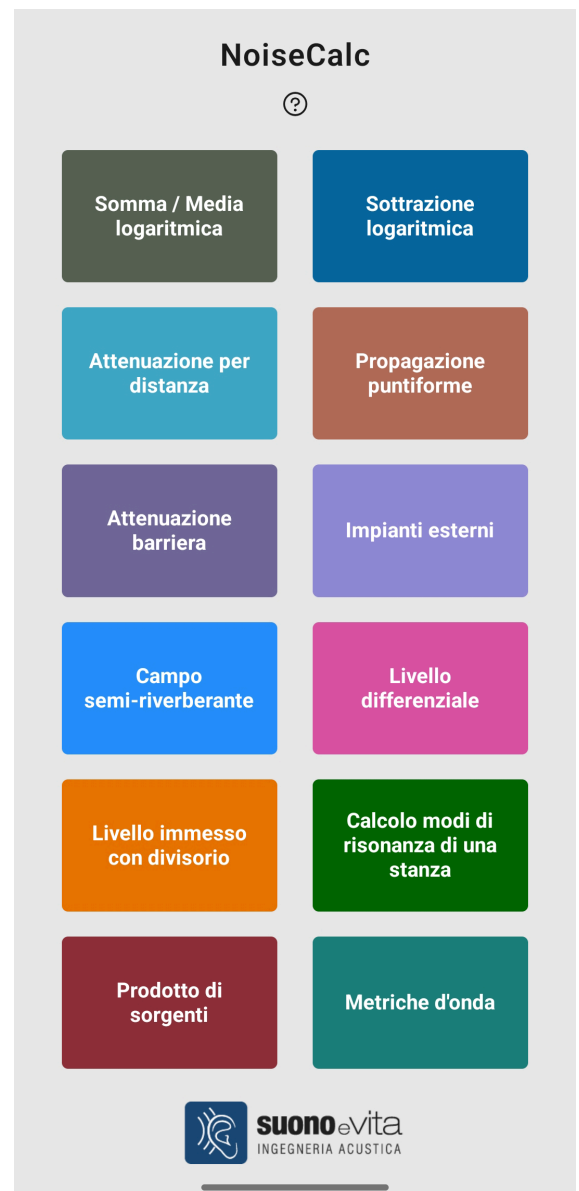 NoiseCalc
?
Somma / Media
logaritmica
Sottrazione
logaritmica
Attenuazione per
distanza
Propagazione
puntiforme
Attenuazione
barriera
Impianti esterni
Campo
semi-riverberante
Livello
differenziale
Livello immesso
con divisorio
Calcolo modi di
risonanza di una
stanza
Prodotto di
sorgenti
Metriche d'onda
suonoevita
INGEGNERIA ACUSTICA